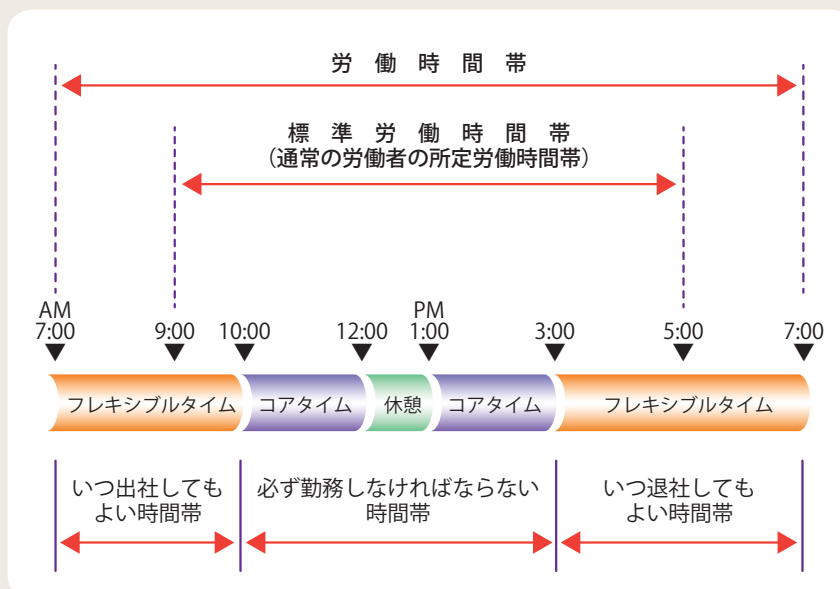 労働時間帯
標準労働時間帯
（通常の労働者の所定労働時間帯）
AM
7:00
9:00
10:00
12:00
PM
1:00
3:00
5:00
7:00
フレキシブルタイム
コアタイム
休憩
コアタイム
フレキシブルタイム
いつ出社しても
よい時間帯
必ず勤務しなければならない
時間帯
いつ退社しても
よい時間帯